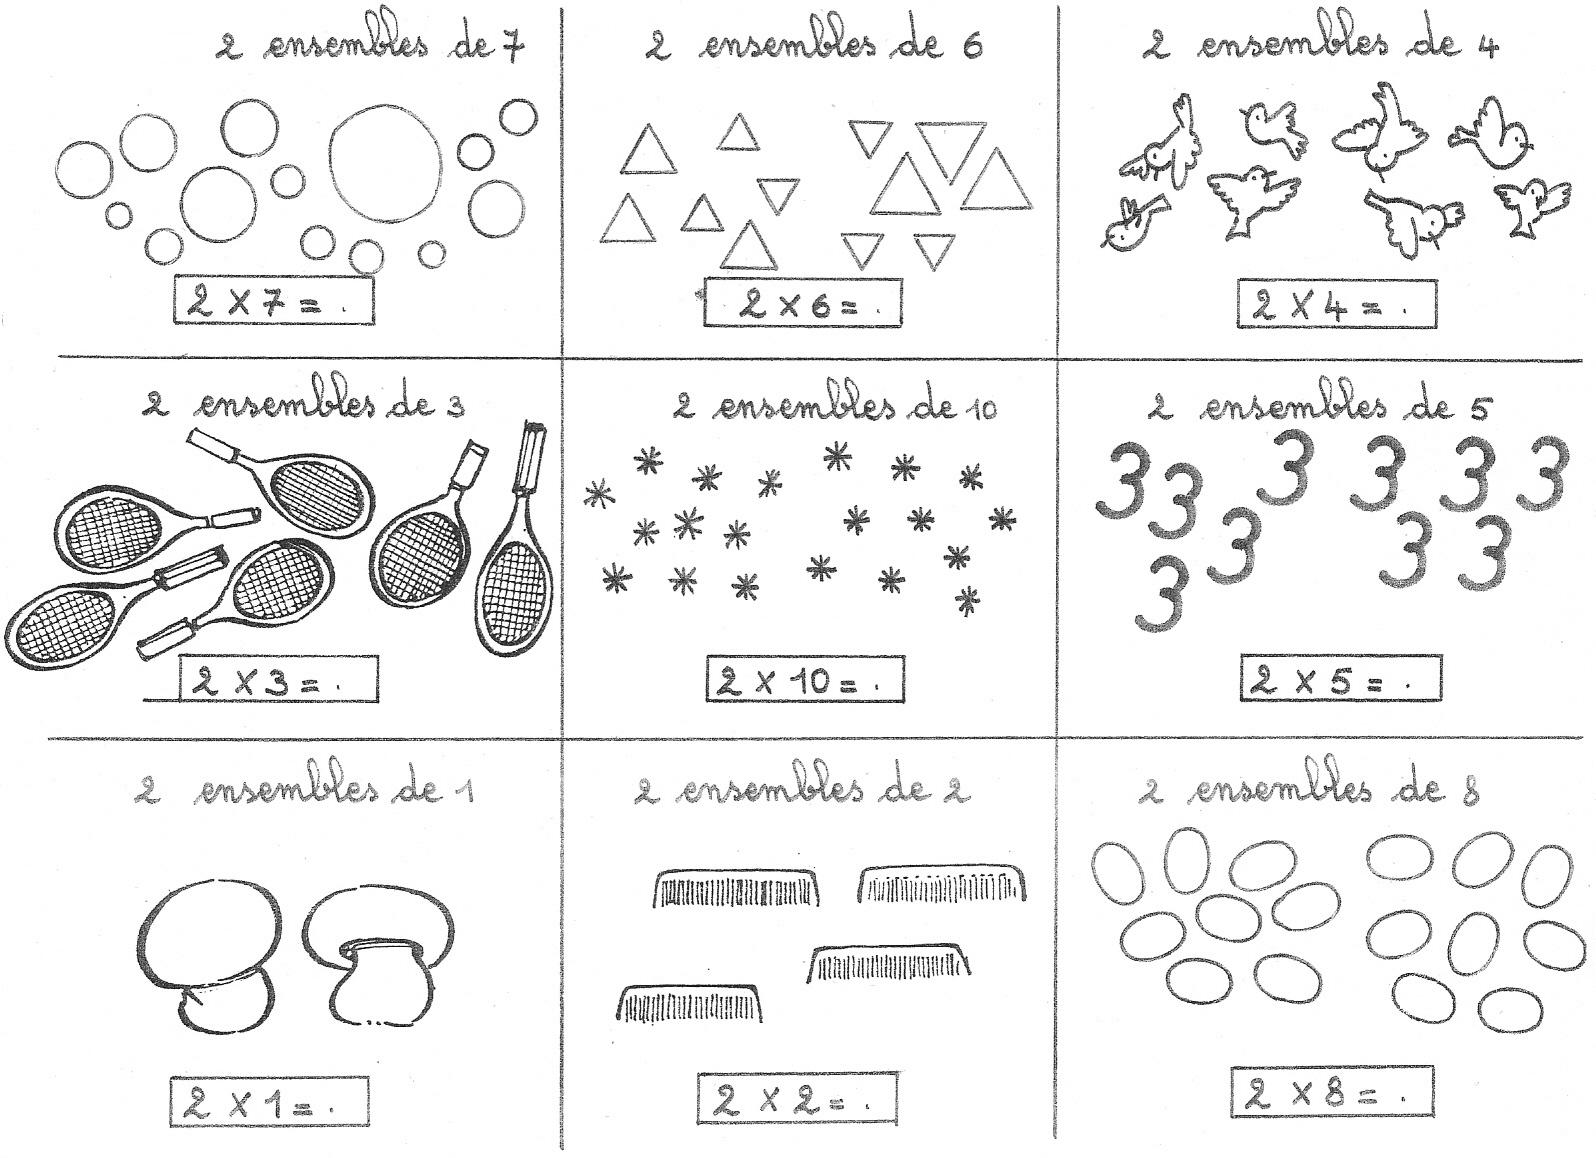 2 ensembles de 7
2 x 7 = .
2 ensembles de 6
2 x 6 = .
2 ensembles de 4
2 x 4 = .
2 ensembles de 3
2 x 3 = .
2 ensembles de 10
2 x 10 = .
2 ensembles de 5
3 3 3 3 3 3
3 3 3
3
2 x 5 = .
2 ensembles de 1
2 x 1 = .
2 ensembles de 2
2 x 2 = .
2 ensembles de 8
2 x 8 = .